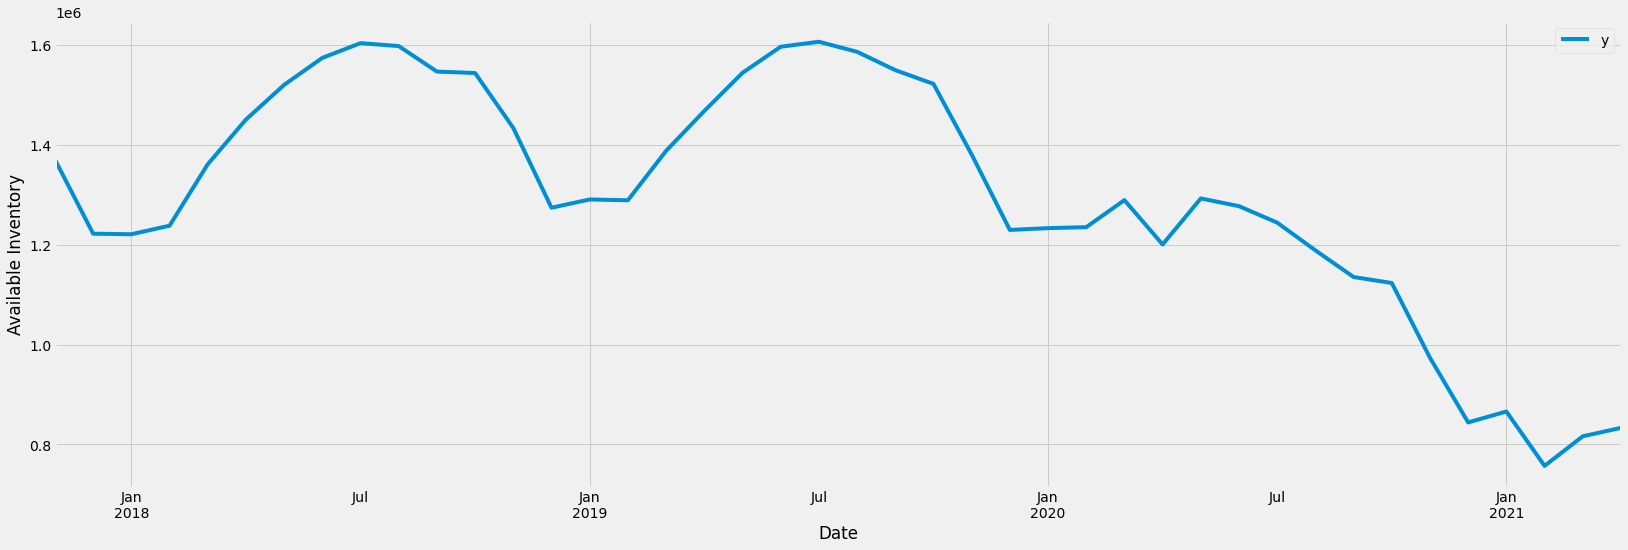 1e6
y
1.6
1.4
1.2
1.0
0.8
Available Inventory
Jan Jul Jan Jul Jan Jul Jan
2018 2019 2020 2021
Date